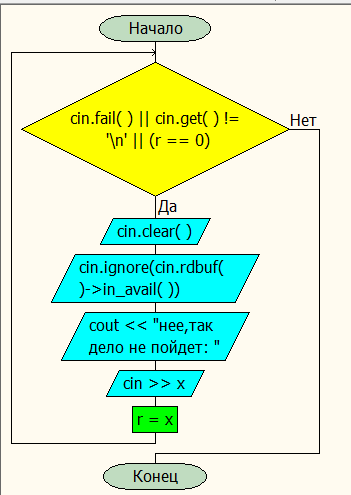 Начало
cin.fail( ) || cin.get( ) !=
'\n' || (r == 0)
Нет
Да
cin.clear( )
cin.ignore(cin.rdbuf(
)->in_avail( ))
cout << "нее,так
дело не пойдет: "
cin >> x
r = x
Конец